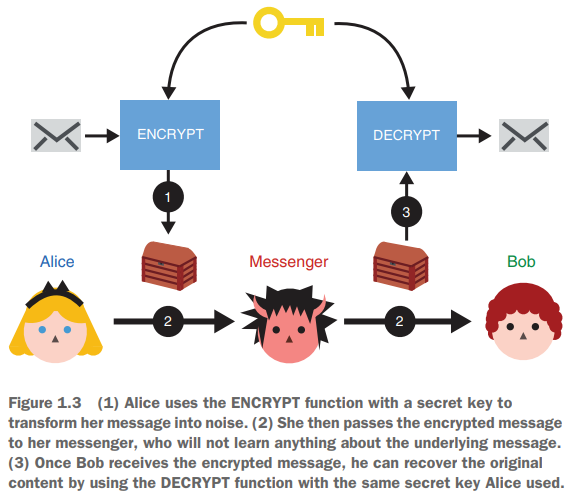 ENCRYPT
DECRYPT
1
3
Alice
Messenger
Bob
2
2
Figure 1.3 (1) Alice uses the ENCRYPT function with a secret key to
transform her message into noise. (2) She then passes the encrypted message
to her messenger, who will not learn anything about the underlying message.
(3) Once Bob receives the encrypted message, he can recover the original
content by using the DECRYPT function with the same secret key Alice used.